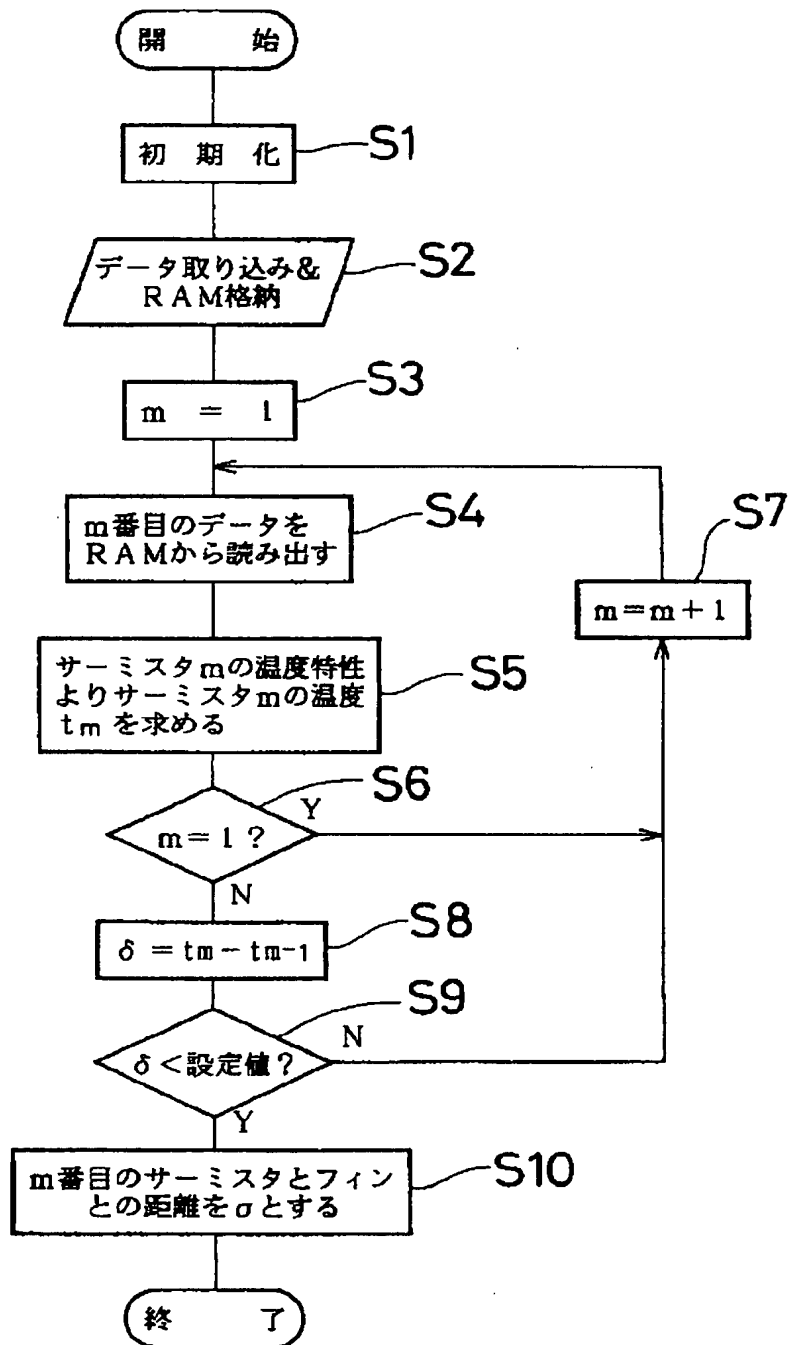 開 始
初 期 化
S1
データ取り込み&
RAM格納
S2
m = 1
S3
m番目のデータを
RAMから読み出す
S4
S7
m=m+1
サーミスタmの温度特性
よりサーミスタmの温度
tmを求める
S5
S6
m=1?
Y
N
δ=tm-tm-1
S8
S9
δ<設定値?
N
Y
m番目のサーミスタとフィン
との距離をσとする
S10
終 了